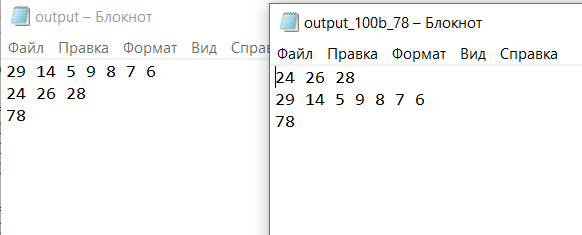 output – Блокнот
Файл Правка Формат Вид Справ
29 14 5 9 8 7 6
24 26 28
78
output_100b_78 – Блокнот
Файл Правка Формат Вид Справка
24 26 28
29 14 5 9 8 7 6
78